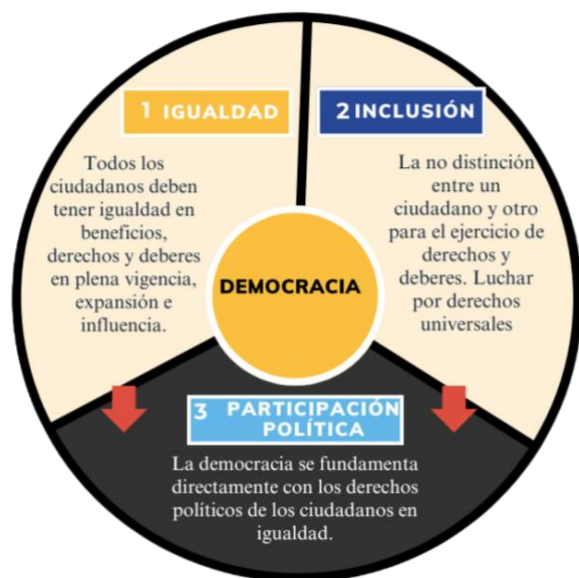 1 IGUALDAD
Todos los
ciudadanos deben
tener igualdad en
beneficios,
derechos y deberes
en plena vigencia,
expansión e
influencia.
2 INCLUSIÓN
La no distinción
entre un
ciudadano y otro
para el ejercicio de
derechos y
deberes. Luchar
por derechos
universales
DEMOCRACIA
3 PARTICIPACIÓN
POLÍTICA
La democracia se fundamenta
directamente con los derechos
políticos de los ciudadanos en
igualdad.